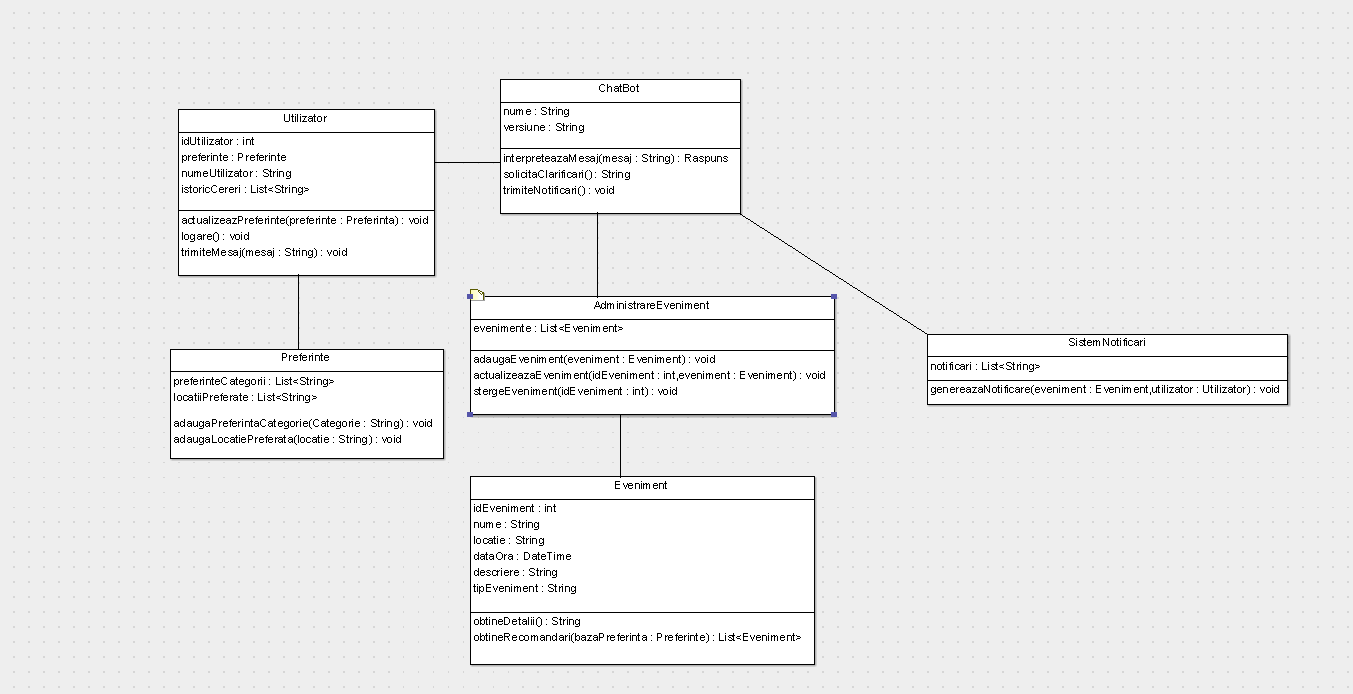 ChatBot
nume : String
versiune : String
interpreteazaMesaj(mesaj : String) : Raspuns
solicitaClarificari() : String
trimiteNotificari() : void
Utilizator
idUtilizator : int
preferinte : Preferinte
numeUtilizator : String
istoricCereri : List<String>
actualizeazPreferinte(preferinte : Preferinta) : void
logare() : void
trimiteMesaj(mesaj : String) : void
AdministrareEveniment
evenimente : List<Eveniment>
adaugaEveniment(eveniment : Eveniment) : void
actualizeazaEveniment(idEveniment : int,eveniment : Eveniment) : void
stergeEveniment(idEveniment : int) : void
SistemNotificari
notificari : List<String>
genereazaNotificare(eveniment : Eveniment,utilizator : Utilizator) : void
Preferinte
preferinteCategorii : List<String>
locatiiPreferate : List<String>
adaugaPreferintaCategorie(Categorie : String) : void
adaugaLocatiePreferata(locatie : String) : void
Eveniment
idEveniment : int
nume : String
locatie : String
dataOra : DateTime
descriere : String
tipEveniment : String
obtineDetalii() : String
obtineRecomandari(bazaPreferinta : Preferinte) : List<Eveniment>